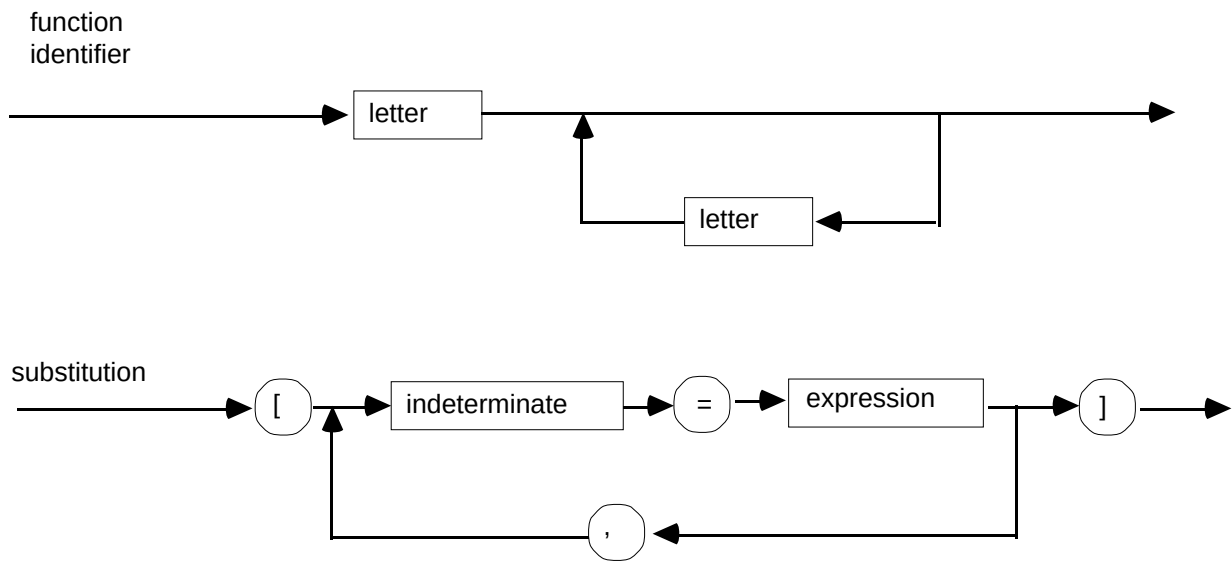 function
identifier
letter
letter
substitution
[ indeterminate = expression ]
,